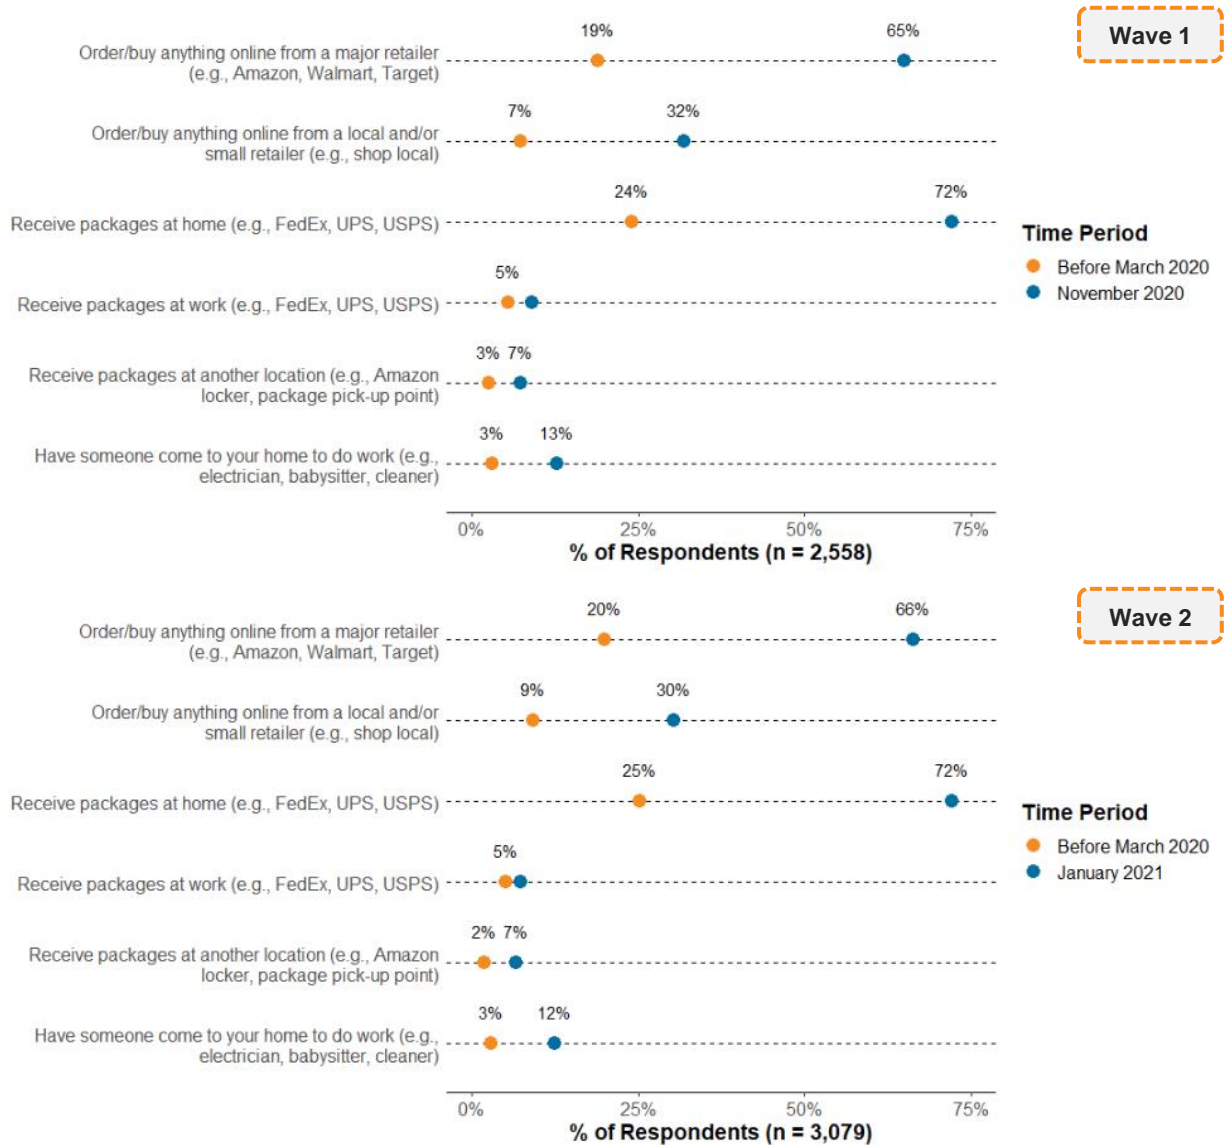 Wave 1
19% 65%
Order/buy anything online from a major retailer
(e.g., Amazon, Walmart, Target)
7% 32%
Order/buy anything online from a local and/or
small retailer (e.g., shop local)
24% 72%
Receive packages at home (e.g., FedEx, UPS, USPS)
5%
Receive packages at work (e.g., FedEx, UPS, USPS)
3% 7%
Receive packages at another location (e.g., Amazon
locker, package pick-up point)
3% 13%
Have someone come to your home to do work (e.g.,
electrician, babysitter, cleaner)
0% 25% 50% 75%
% of Respondents (n = 2,558)
Time Period
Before March 2020
November 2020
Wave 2
20% 66%
Order/buy anything online from a major retailer
(e.g., Amazon, Walmart, Target)
9% 30%
Order/buy anything online from a local and/or
small retailer (e.g., shop local)
25% 72%
Receive packages at home (e.g., FedEx, UPS, USPS)
5%
Receive packages at work (e.g., FedEx, UPS, USPS)
2% 7%
Receive packages at another location (e.g., Amazon
locker, package pick-up point)
3% 12%
Have someone come to your home to do work (e.g.,
electrician, babysitter, cleaner)
0% 25% 50% 75%
% of Respondents (n = 3,079)
Time Period
Before March 2020
January 2021